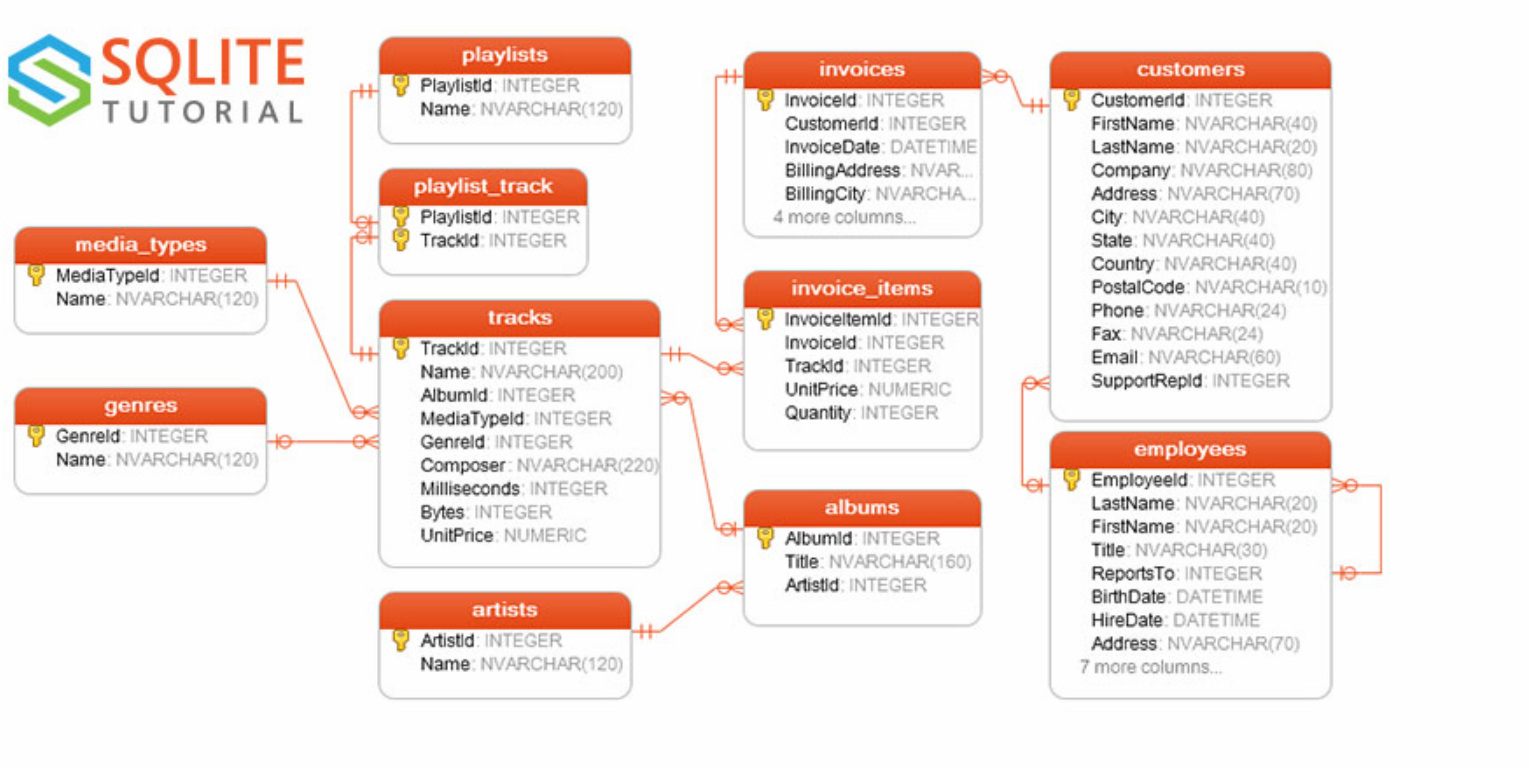 SQLITE
TUTORIAL
playlists
PlaylistId: INTEGER
Name: NVARCHAR(120)
playlist_track
PlaylistId: INTEGER
TrackId: INTEGER
media_types
MediaTypeId: INTEGER
Name: NVARCHAR(120)
genres
GenreId: INTEGER
Name: NVARCHAR(120)
tracks
TrackId: INTEGER
Name: NVARCHAR(200)
AlbumId: INTEGER
MediaTypeId: INTEGER
GenreId: INTEGER
Composer: NVARCHAR(220)
Milliseconds: INTEGER
Bytes: INTEGER
UnitPrice: NUMERIC
artists
ArtistId: INTEGER
Name: NVARCHAR(120)
invoices
InvoiceId: INTEGER
CustomerId: INTEGER
InvoiceDate: DATETIME
BillingAddress: NVAR...
BillingCity: NVARCHA...
4 more columns...
invoice_items
InvoiceItemId: INTEGER
InvoiceId: INTEGER
TrackId: INTEGER
UnitPrice: NUMERIC
Quantity: INTEGER
albums
AlbumId: INTEGER
Title: NVARCHAR(160)
ArtistId: INTEGER
customers
CustomerId: INTEGER
FirstName: NVARCHAR(40)
LastName: NVARCHAR(20)
Company: NVARCHAR(80)
Address: NVARCHAR(70)
City: NVARCHAR(40)
State: NVARCHAR(40)
Country: NVARCHAR(40)
PostalCode: NVARCHAR(10)
Phone: NVARCHAR(24)
Fax: NVARCHAR(24)
Email: NVARCHAR(60)
SupportRepId: INTEGER
employees
EmployeeId: INTEGER
LastName: NVARCHAR(20)
FirstName: NVARCHAR(20)
Title: NVARCHAR(30)
ReportsTo: INTEGER
BirthDate: DATETIME
HireDate: DATETIME
Address: NVARCHAR(70)
7 more columns...